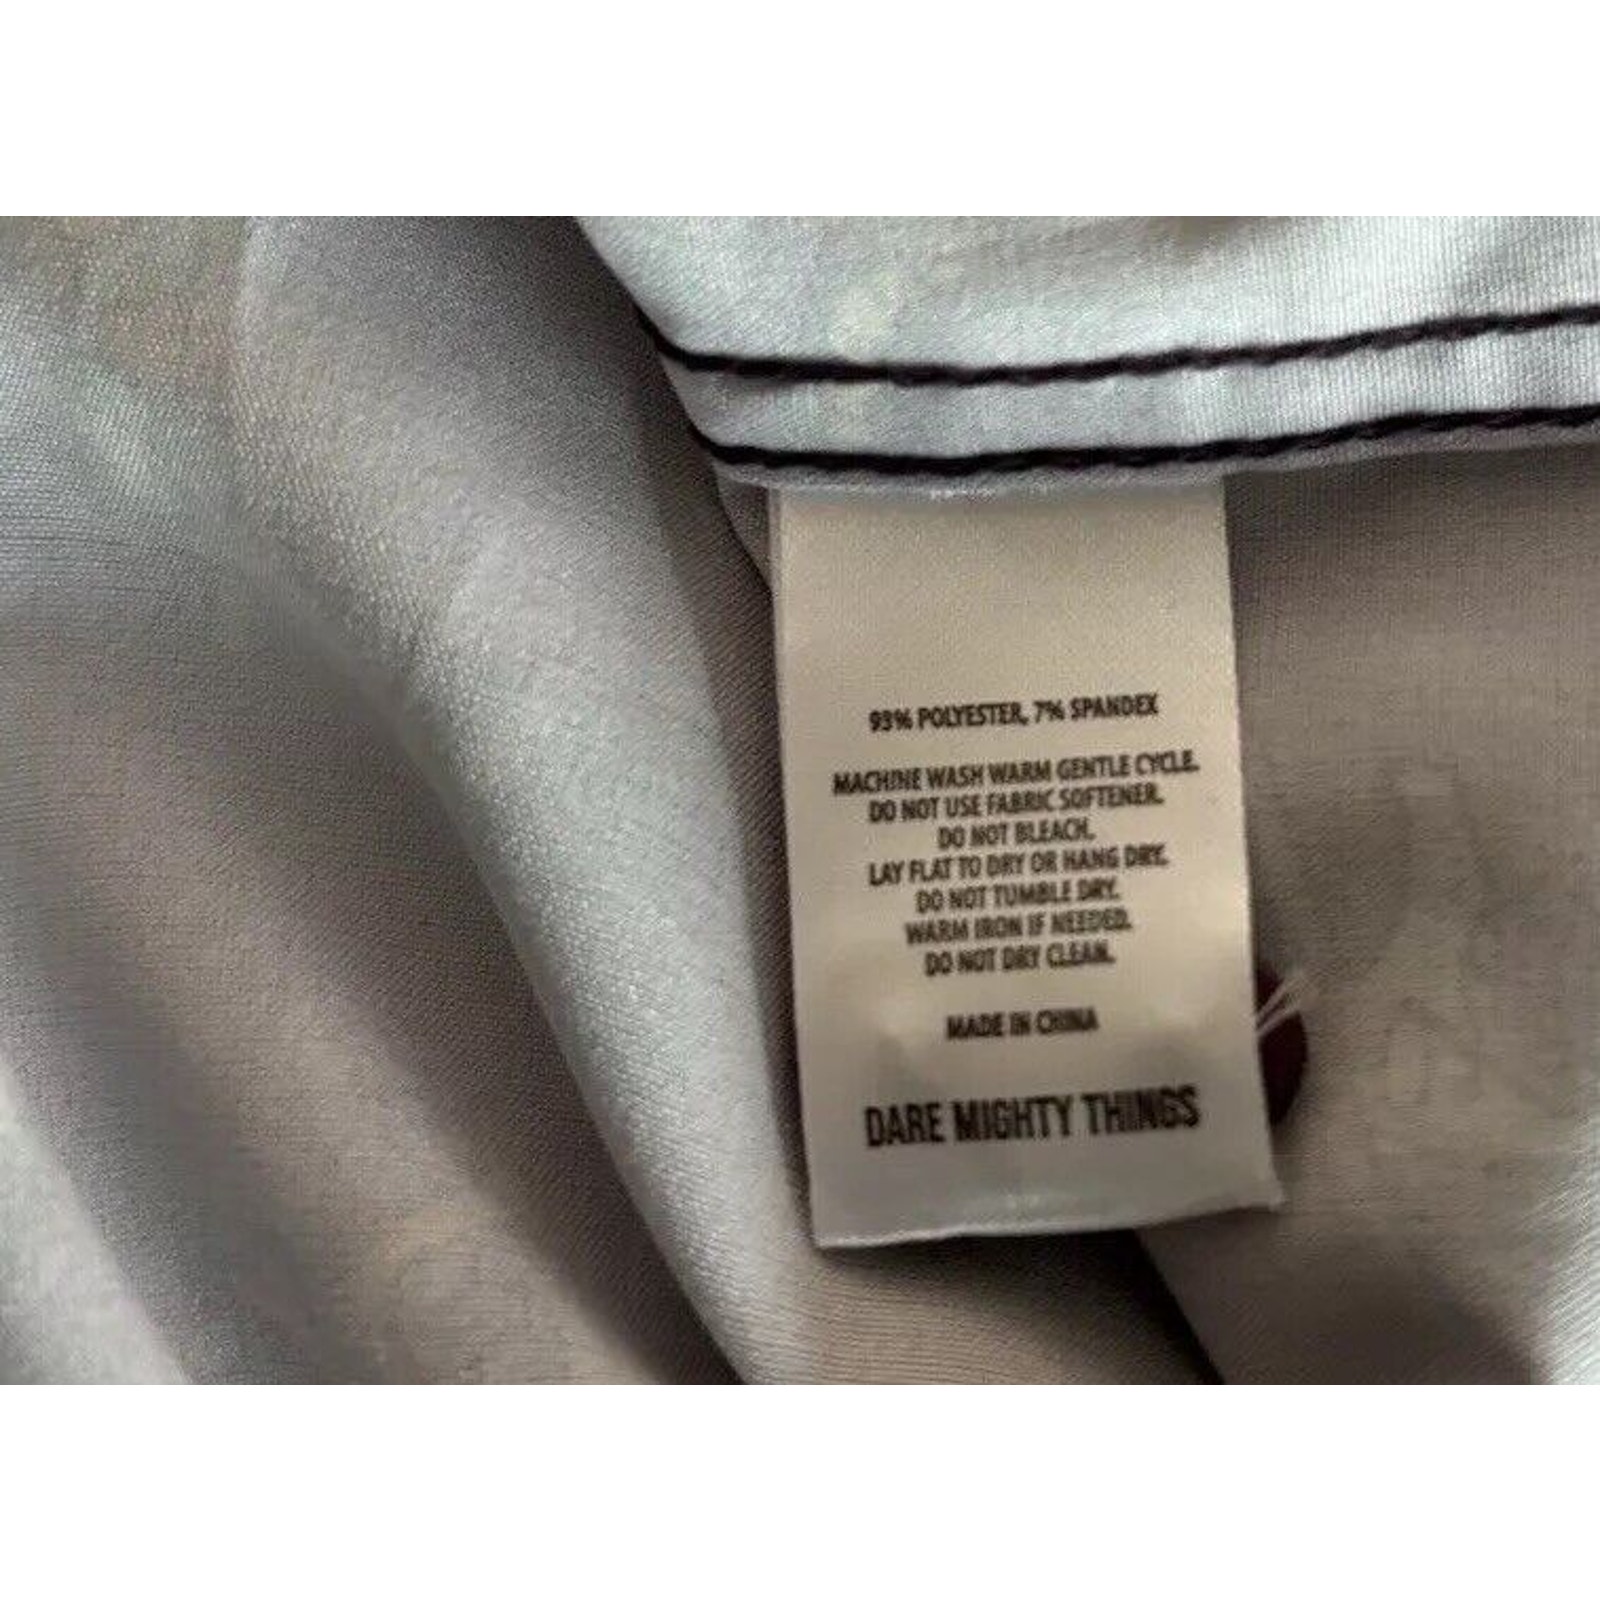 93% POLYESTER, 7% SPANDEX
MACHINE WASH WARM GENTLE CYCLE.
DO NOT USE FABRIC SOFTENER.
DO NOT BLEACH.
LAY FLAT TO DRY OR HANG DRY.
DO NOT TUMBLE DRY.
WARM IRON IF NEEDED.
DO NOT DRY CLEAN.
MADE IN CHINA
DARE MIGHTY THINGS